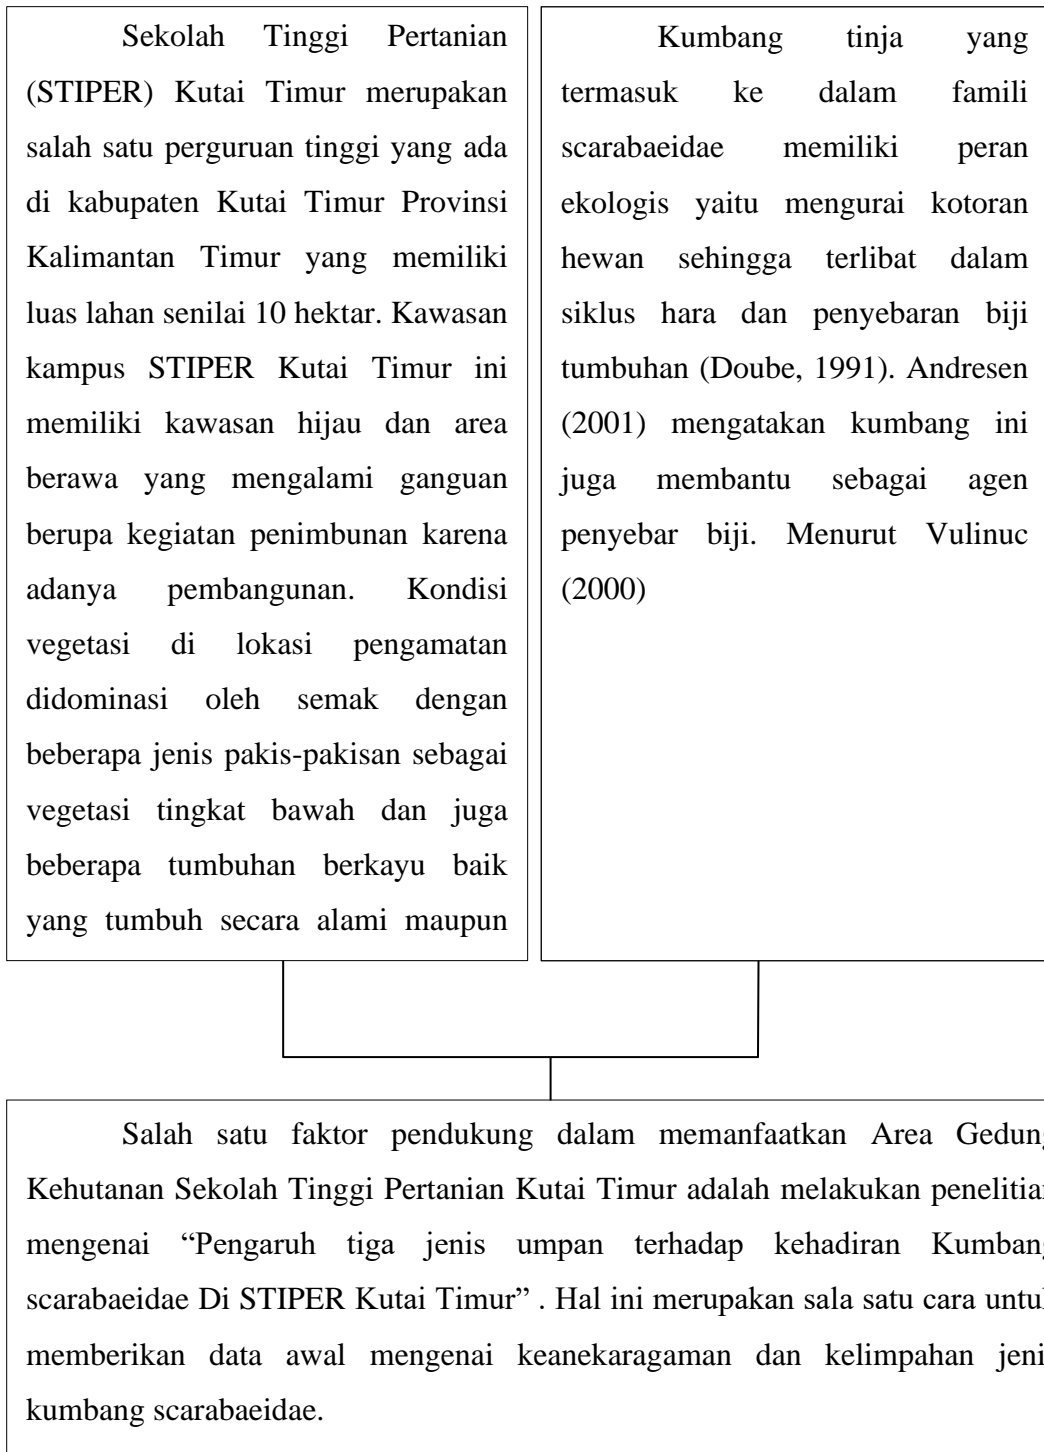 Sekolah Tinggi Pertanian
(STIPER) Kutai Timur merupakan
salah satu perguruan tinggi yang ada
di kabupaten Kutai Timur Provinsi
Kalimantan Timur yang memiliki
luas lahan senilai 10 hektar. Kawasan
kampus STIPER Kutai Timur ini
memiliki kawasan hijau dan area
berawa yang mengalami ganguan
berupa kegiatan penimbunan karena
adanya pembangunan. Kondisi
vegetasi di lokasi pengamatan
didominasi oleh semak dengan
beberapa jenis pakis-pakisan sebagai
vegetasi tingkat bawah dan juga
beberapa tumbuhan berkayu baik
yang tumbuh secara alami maupun
Kumbang tinja yang
termasuk ke dalam famili
scarabaeidae memiliki peran
ekologis yaitu mengurai kotoran
hewan sehingga terlibat dalam
siklus hara dan penyebaran biji
tumbuhan (Doube, 1991). Andresen
(2001) mengatakan kumbang ini
juga membantu sebagai agen
penyebar biji. Menurut Vulinuc
(2000)
Salah satu faktor pendukung dalam memanfaatkan Area Gedung
Kehutanan Sekolah Tinggi Pertanian Kutai Timur adalah melakukan penelitian
mengenai “Pengaruh tiga jenis umpan terhadap kehadiran Kumbang
scarabaeidae Di STIPER Kutai Timur” . Hal ini merupakan sala satu cara untuk
memberikan data awal mengenai keanekaragaman dan kelimpahan jeni
kumbang scarabaeidae.